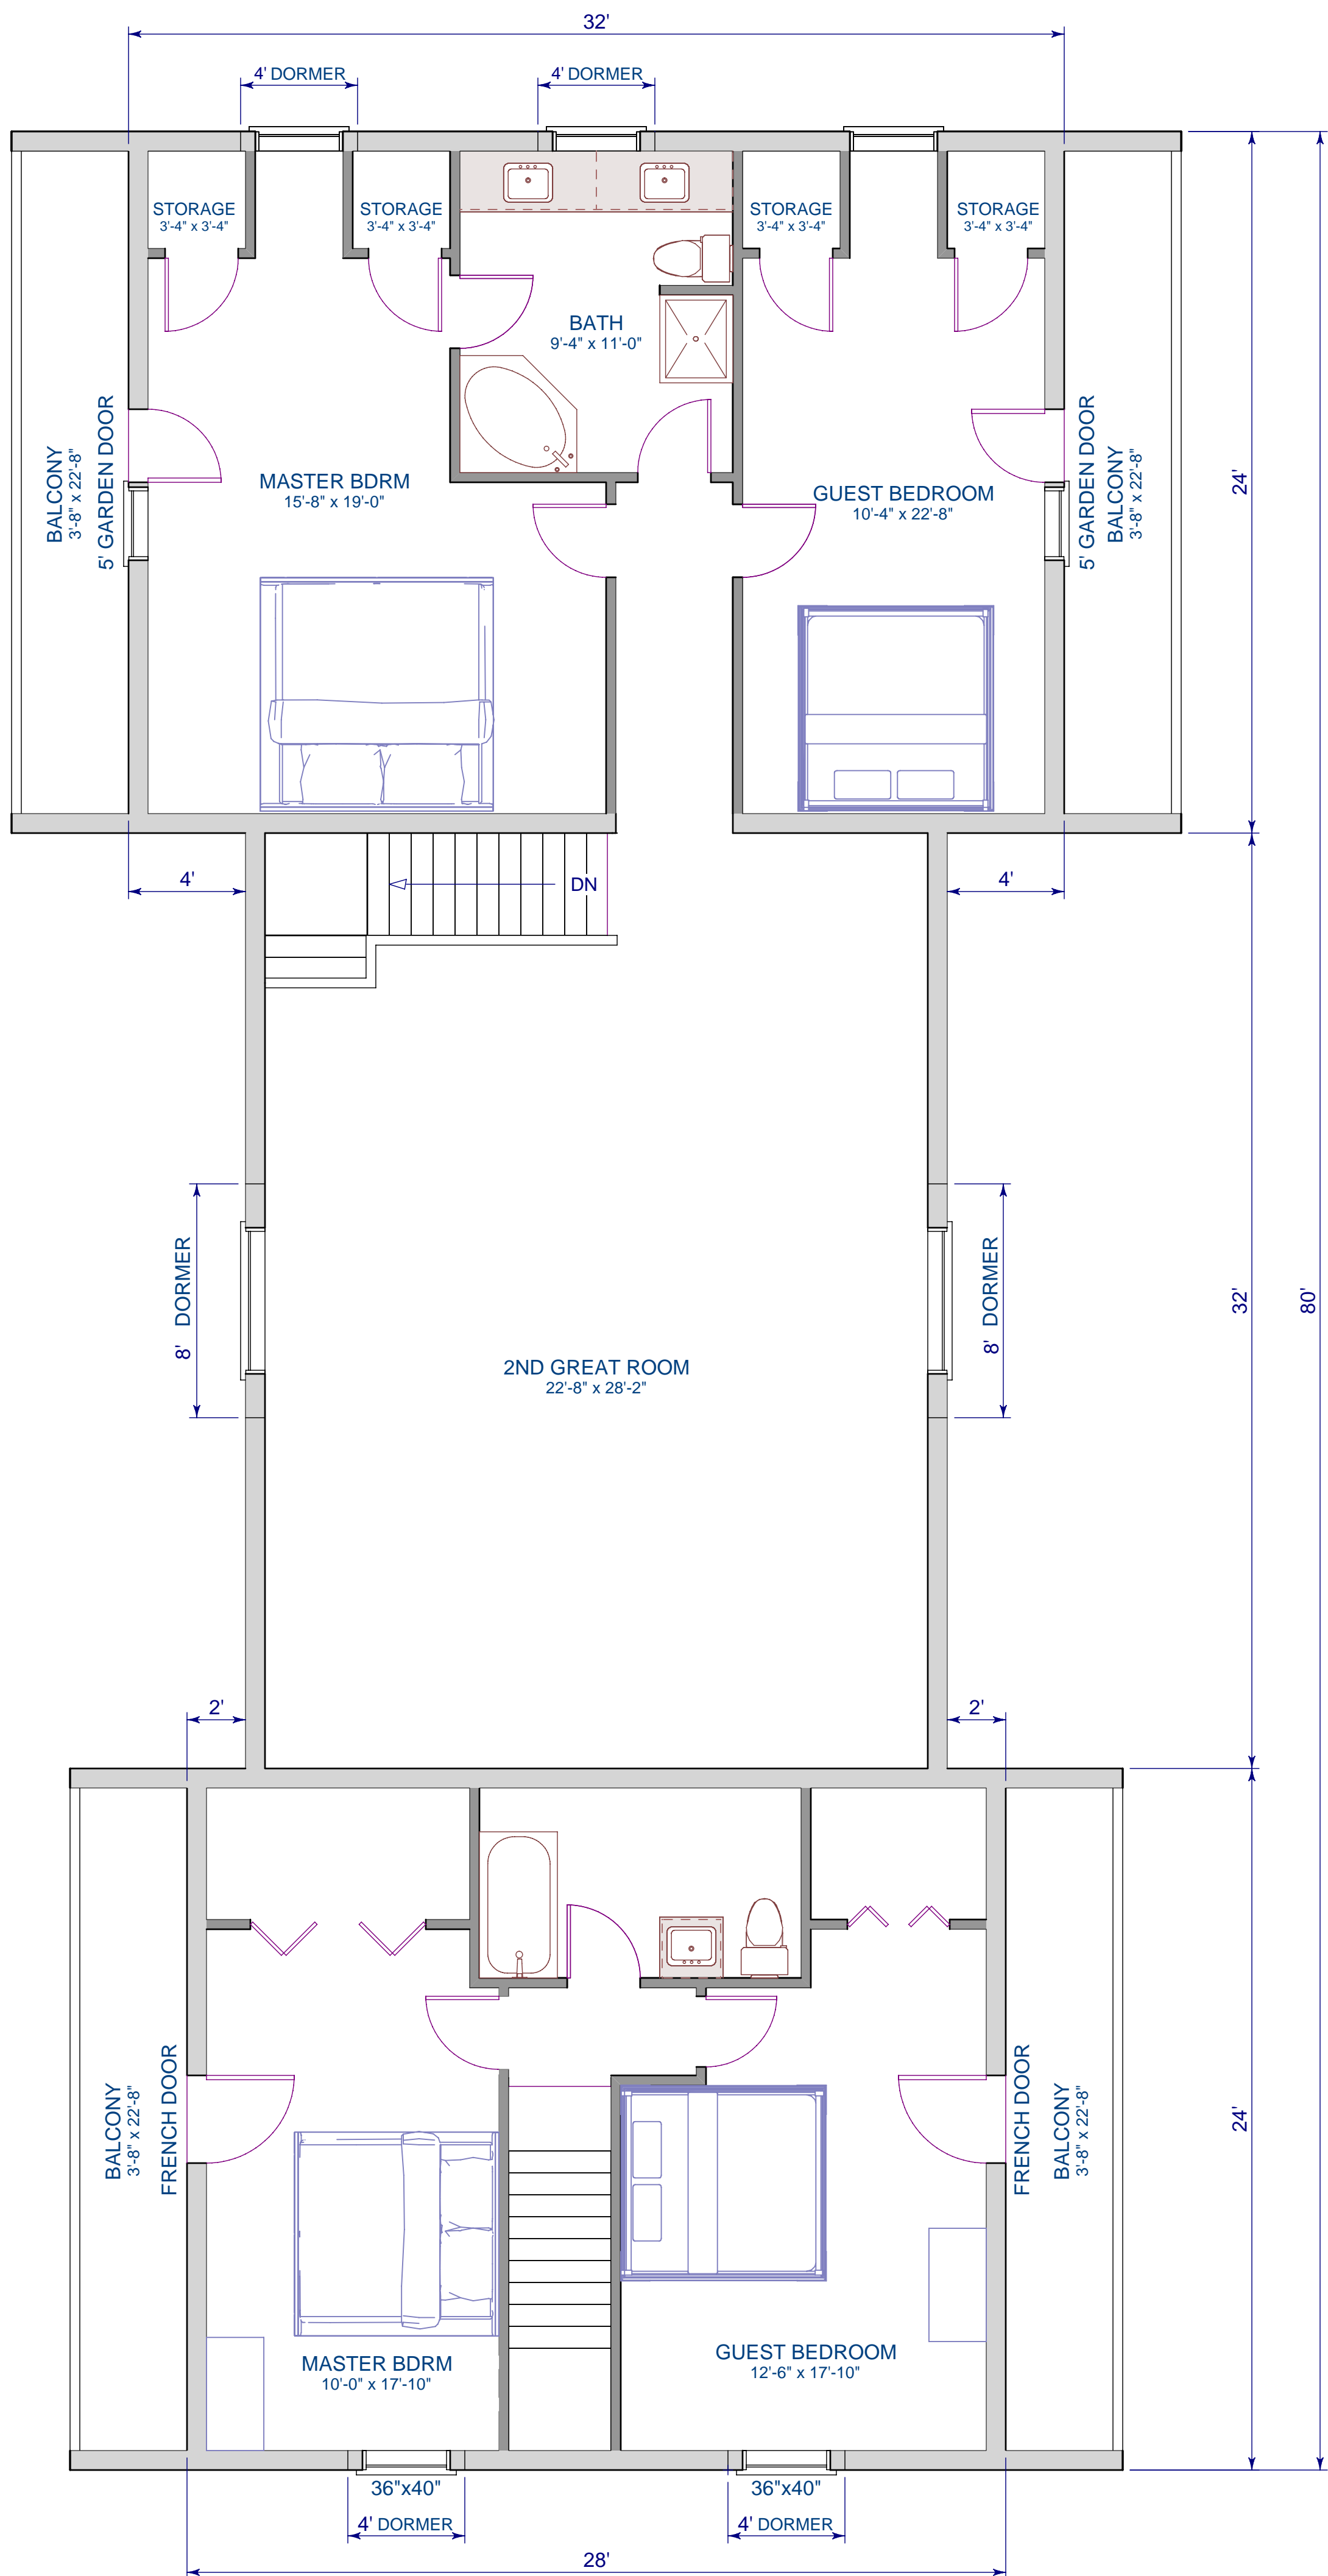 32'
4' DORMER
4' DORMER
STORAGE
3'-4" x 3'-4"
STORAGE
3'-4" x 3'-4"
STORAGE
3'-4" x 3'-4"
STORAGE
3'-4" x 3'-4"
BATH
9'-4" x 11'-0"
BALCONY
3'-8" x 22'-8"
5' GARDEN DOOR
MASTER BDRM
15'-8" x 19'-0"
GUEST BEDROOM
10'-4" x 22'-8"
5' GARDEN DOOR
BALCONY
3'-8" x 22'-8"
24'
4'
DN
4'
8' DORMER
8' DORMER
32'
80'
2ND GREAT ROOM
22'-8" x 28'-2"
2'
2'
BALCONY
3'-8" x 22'-8"
FRENCH DOOR
FRENCH DOOR
BALCONY
3'-8" x 22'-8"
24'
MASTER BDRM
10'-0" x 17'-10"
GUEST BEDROOM
12'-6" x 17'-10"
36"x40"
36"x40"
4' DORMER
4' DORMER
28'